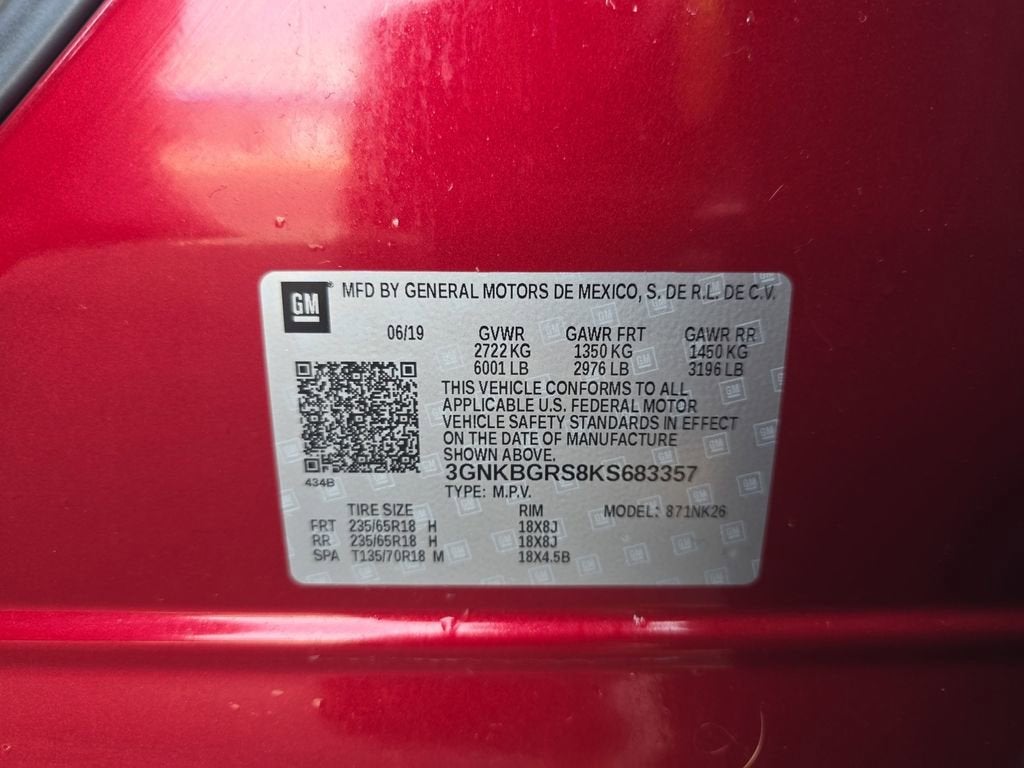 GM® MFD BY GENERAL MOTORS DE MEXICO, S. DE R.L. DE C.V.
06/19 GVWR GAWR FRT GAWR RR
2722 KG 1350 KG 1450 KG
6001 LB 2976 LB 3196 LB
THIS VEHICLE CONFORMS TO ALL
APPLICABLE U.S. FEDERAL MOTOR
VEHICLE SAFETY STANDARDS IN EFFECT
ON THE DATE OF MANUFACTURE
SHOWN ABOVE.
3GNKBGRS8KS683357
434B
TYPE: M.P.V.
TIRE SIZE RIM MODEL: 871NK26
FRT 235/65R18 H 18X8J
RR 235/65R18 H 18X8J
SPA T135/70R18 M 18X4.5B